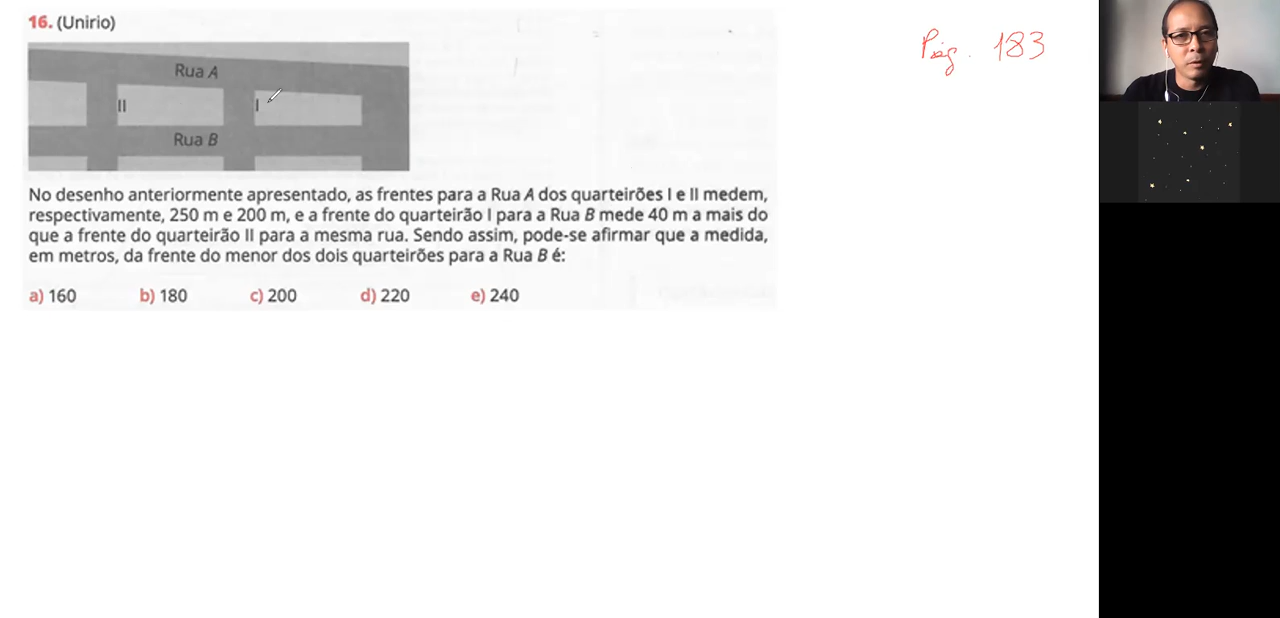 16. (Unirio)
Pág. 183
Rua A
II
I
Rua B
No desenho anteriormente apresentado, as frentes para a Rua A dos quarteirões I e II medem,
respectivamente, 250 m e 200 m, e a frente do quarteirão I para a Rua B mede 40 m a mais do
que a frente do quarteirão II para a mesma rua. Sendo assim, pode-se afirmar que a medida,
em metros, da frente do menor dos dois quarteirões para a Rua B é:
a) 160 b) 180 c) 200 d) 220 e) 240